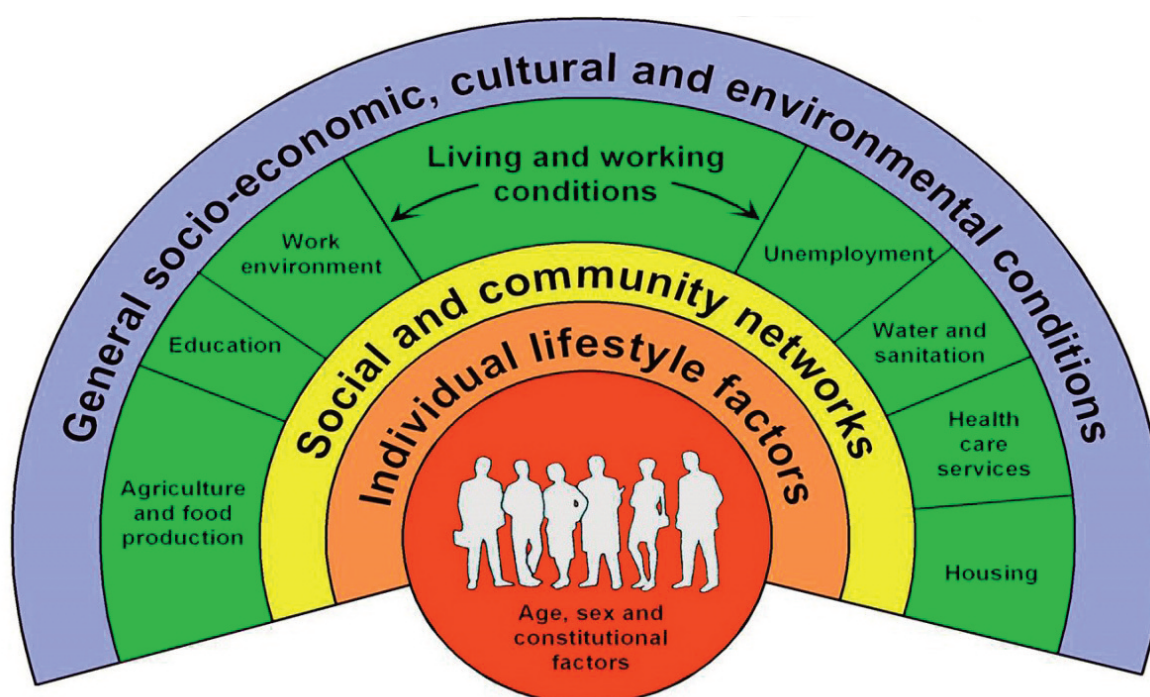 General socio-economic, cultural and environmental conditions
Living and working
conditions
Work
environment
Unemployment
Education
Water and
sanitation
Agriculture
and food
production
Health
care
services
Housing
Social and community networks
Individual lifestyle factors
Age, sex and
constitutional
factors